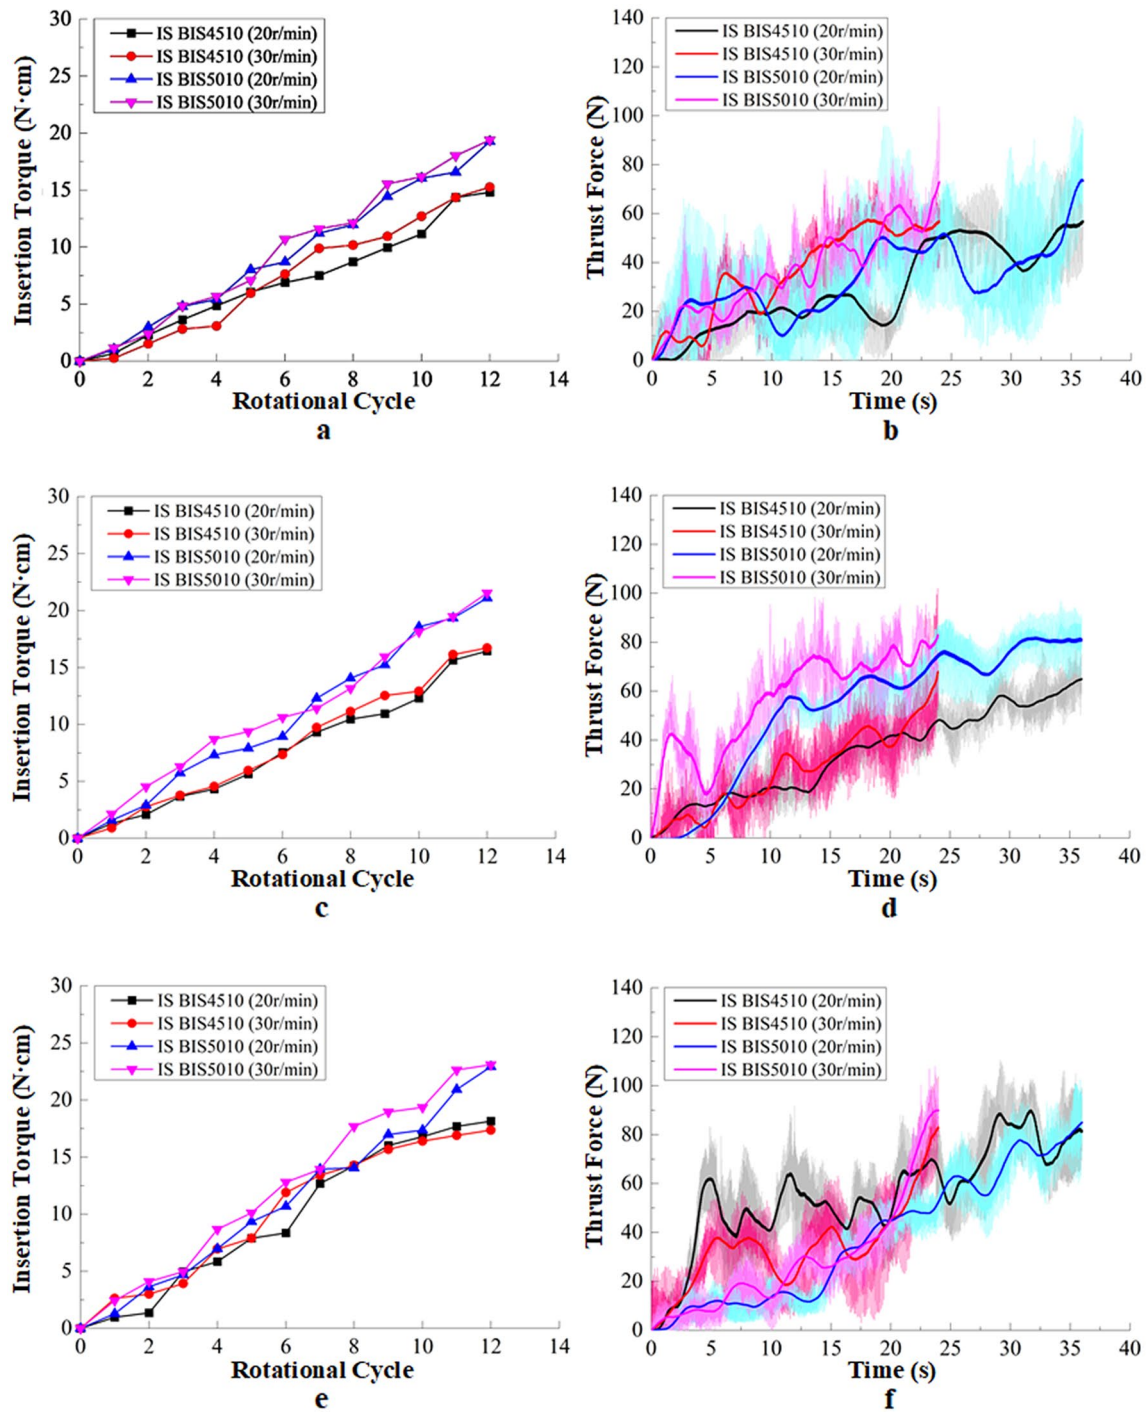 30
25
20
15
10
5
0
Insertion Torque (N·cm)
IS BIS4510 (20r/min)
IS BIS4510 (30r/min)
IS BIS5010 (20r/min)
IS BIS5010 (30r/min)
0 2 4 6 8 10 12 14
Rotational Cycle
a
140
120
100
80
60
40
20
0
Thrust Force (N)
IS BIS4510 (20r/min)
IS BIS4510 (30r/min)
IS BIS5010 (20r/min)
IS BIS5010 (30r/min)
0 5 10 15 20 25 30 35 40
Time (s)
b
30
25
20
15
10
5
0
Insertion Torque (N·cm)
IS BIS4510 (20r/min)
IS BIS4510 (30r/min)
IS BIS5010 (20r/min)
IS BIS5010 (30r/min)
0 2 4 6 8 10 12 14
Rotational Cycle
c
140
120
100
80
60
40
20
0
Thrust Force (N)
IS BIS4510 (20r/min)
IS BIS4510 (30r/min)
IS BIS5010 (20r/min)
IS BIS5010 (30r/min)
0 5 10 15 20 25 30 35 40
Time (s)
d
30
25
20
15
10
5
0
Insertion Torque (N·cm)
IS BIS4510 (20r/min)
IS BIS4510 (30r/min)
IS BIS5010 (20r/min)
IS BIS5010 (30r/min)
0 2 4 6 8 10 12 14
Rotational Cycle
e
140
120
100
80
60
40
20
0
Thrust Force (N)
IS BIS4510 (20r/min)
IS BIS4510 (30r/min)
IS BIS5010 (20r/min)
IS BIS5010 (30r/min)
0 5 10 15 20 25 30 35 40
Time (s)
f